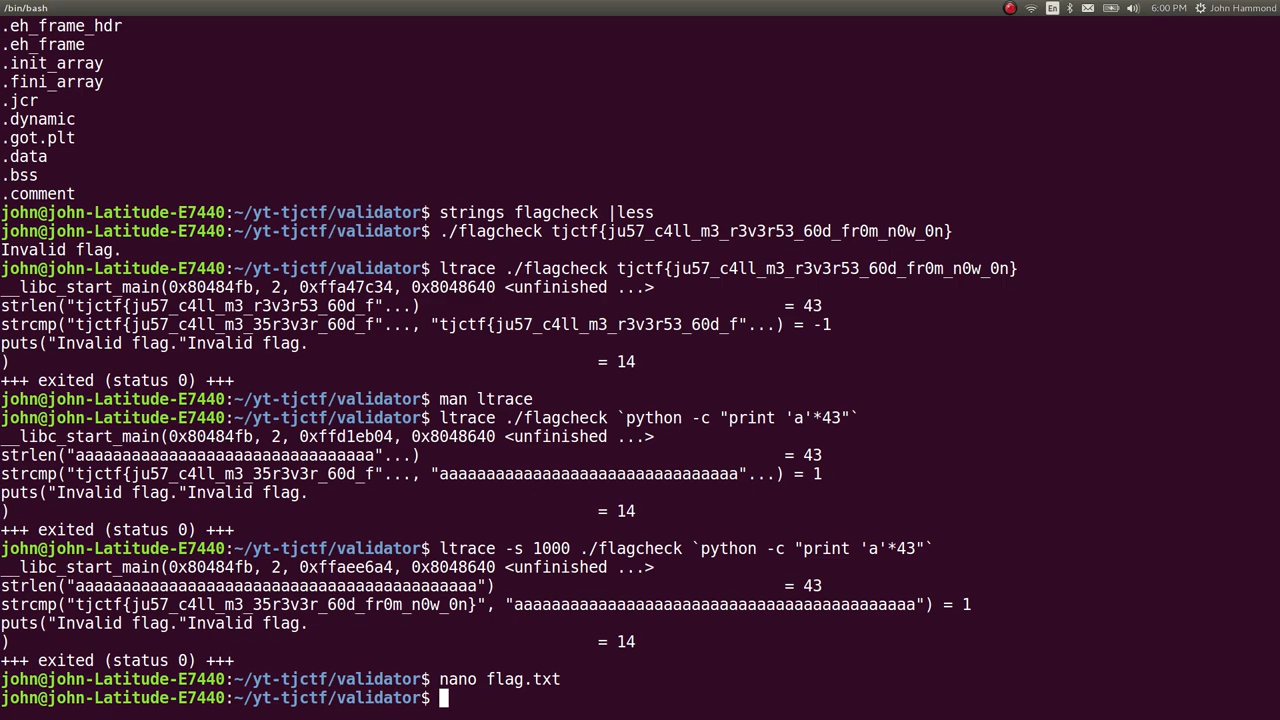 /bin/bash
En
6:00 PM
John Hammond
.eh_frame_hdr
.eh_frame
.init_array
.fini_array
.jcr
.dynamic
.got.plt
.data
.bss
.comment
john@john-Latitude-E7440:~/yt-tjctf/validator$ strings flagcheck |less
john@john-Latitude-E7440:~/yt-tjctf/validator$ ./flagcheck tjctf{ju57_c4ll_m3_r3v3r53_60d_fr0m_n0w_0n}
Invalid flag.
john@john-Latitude-E7440:~/yt-tjctf/validator$ ltrace ./flagcheck tjctf{ju57_c4ll_m3_r3v3r53_60d_fr0m_n0w_0n}
__libc_start_main(0x80484fb, 2, 0xffa47c34, 0x8048640 <unfinished ...>
strlen("tjctf{ju57_c4ll_m3_r3v3r53_60d_f"...) = 43
strcmp("tjctf{ju57_c4ll_m3_35r3v3r_60d_f"..., "tjctf{ju57_c4ll_m3_r3v3r53_60d_f"...) = -1
puts("Invalid flag."Invalid flag.
) = 14
+++ exited (status 0) +++
john@john-Latitude-E7440:~/yt-tjctf/validator$ man ltrace
john@john-Latitude-E7440:~/yt-tjctf/validator$ ltrace ./flagcheck `python -c "print 'a'*43"`
__libc_start_main(0x80484fb, 2, 0xffd1eb04, 0x8048640 <unfinished ...>
strlen("aaaaaaaaaaaaaaaaaaaaaaaaaaaaaaaa"...) = 43
strcmp("tjctf{ju57_c4ll_m3_35r3v3r_60d_f"..., "aaaaaaaaaaaaaaaaaaaaaaaaaaaaaaaa"...) = 1
puts("Invalid flag."Invalid flag.
) = 14
+++ exited (status 0) +++
john@john-Latitude-E7440:~/yt-tjctf/validator$ ltrace -s 1000 ./flagcheck `python -c "print 'a'*43"`
__libc_start_main(0x80484fb, 2, 0xffaee6a4, 0x8048640 <unfinished ...>
strlen("aaaaaaaaaaaaaaaaaaaaaaaaaaaaaaaaaaaaaaaaaaa") = 43
strcmp("tjctf{ju57_c4ll_m3_35r3v3r_60d_fr0m_n0w_0n}", "aaaaaaaaaaaaaaaaaaaaaaaaaaaaaaaaaaaaaaaaaaa") = 1
puts("Invalid flag."Invalid flag.
) = 14
+++ exited (status 0) +++
john@john-Latitude-E7440:~/yt-tjctf/validator$ nano flag.txt
john@john-Latitude-E7440:~/yt-tjctf/validator$